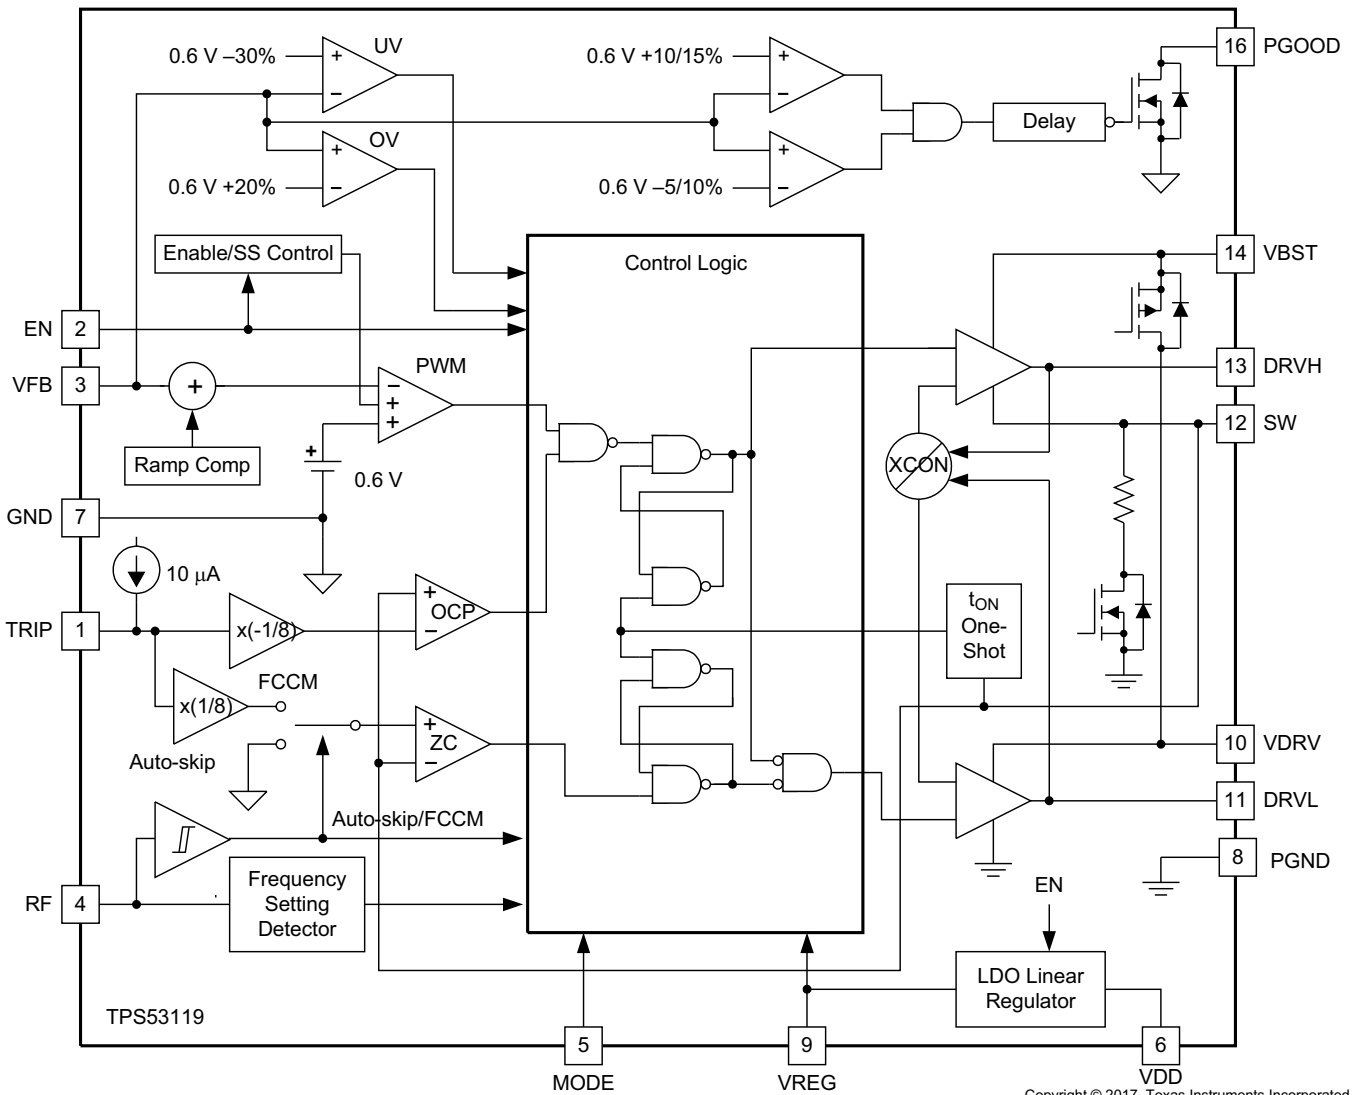 0.6 V –30%
+
–
UV
0.6 V +10/15%
+
–
16
PGOOD
Delay
OV
+
–
0.6 V +20%
+
–
0.6 V –5/10%
Enable/SS Control
Control Logic
14
VBST
EN
2
VFB
3
+
PWM
–
+
+
13
DRVH
12
SW
Ramp Comp
+
0.6 V
XCON
GND
7
10 μA
TRIP
1
x(-1/8)
+
OCP
–
tON
One-
Shot
FCCM
x(1/8)
Auto-skip
+
ZC
–
10
VDRV
11
DRVL
Auto-skip/FCCM
8
PGND
RF
4
Frequency
Setting
Detector
EN
LDO Linear
Regulator
TPS53119
5
MODE
9
VREG
6
VDD
Copyright © 2017, Texas Instruments Incorporated